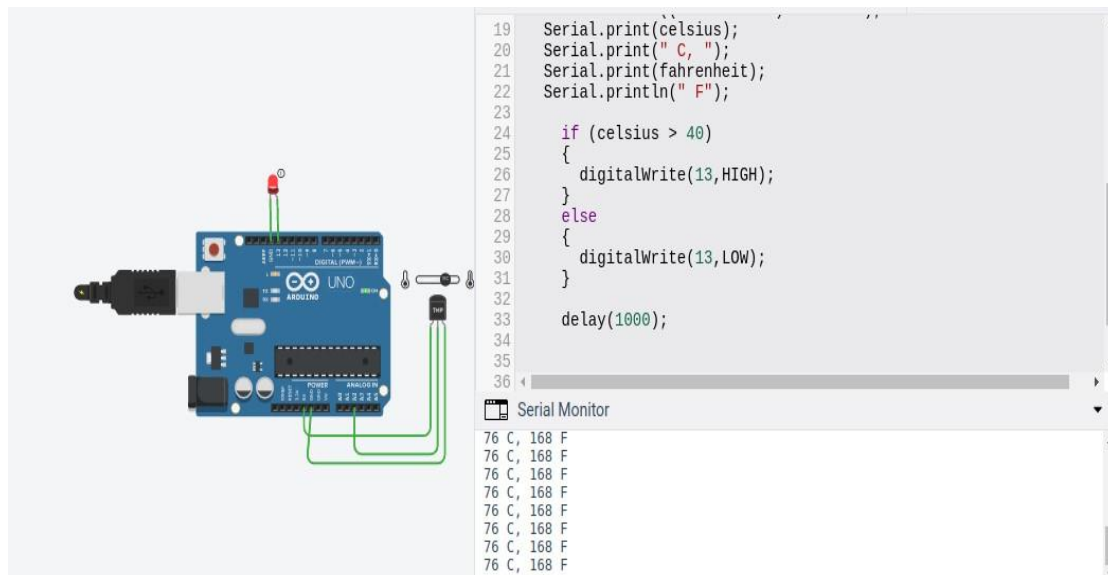 19 Serial.print(celsius);
20 Serial.print(" C, ");
21 Serial.print(fahrenheit);
22 Serial.println(" F");
23
24 if (celsius > 40)
25 {
26 digitalWrite(13,HIGH);
27 }
28 else
29 {
30 digitalWrite(13,LOW);
31 }
32
33 delay(1000);
34
35
36
DIGITAL (PWM~)
UNO
ARDUINO
TMP
POWER
ANALOG IN
Serial Monitor
76 C, 168 F
76 C, 168 F
76 C, 168 F
76 C, 168 F
76 C, 168 F
76 C, 168 F
76 C, 168 F
76 C, 168 F